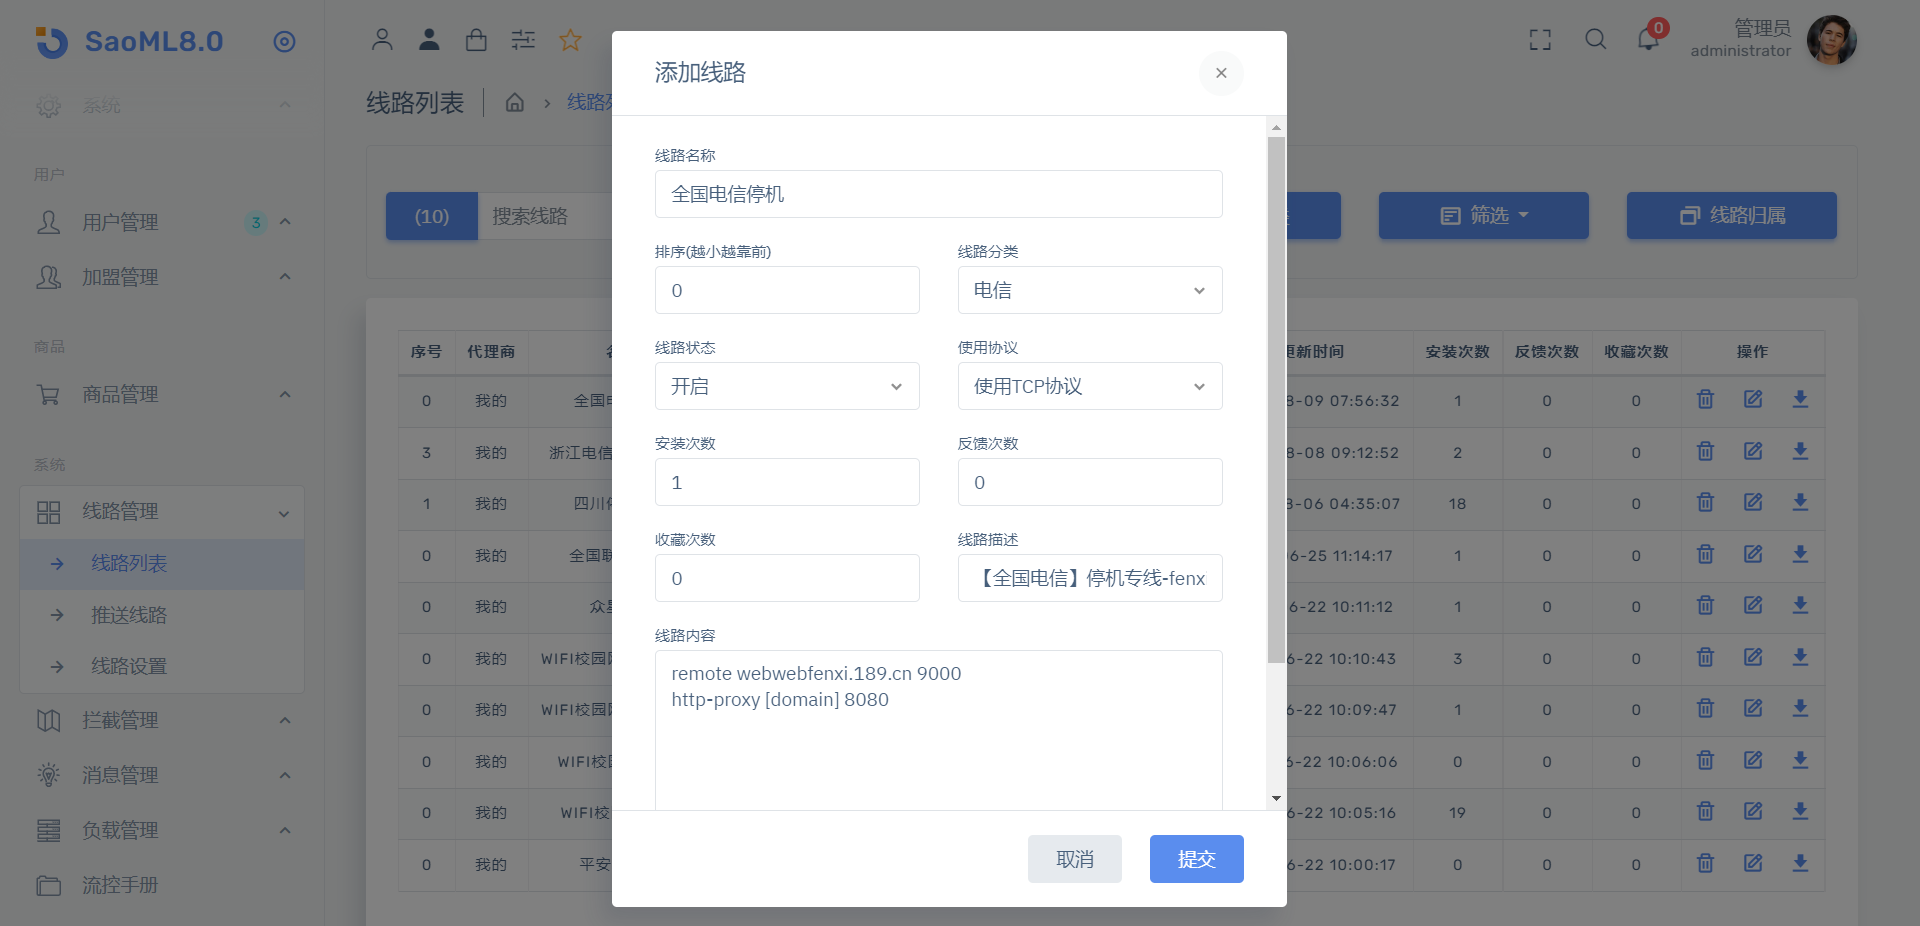 SaoML8.0
系统
用户
用户管理 3
加盟管理
商品
商品管理
系统
线路管理
线路列表
推送线路
线路设置
拦截管理
消息管理
负载管理
流控手册
0
管理员
administrator
线路列表
线路列
(10) 搜索线路
筛选
线路归属
添加线路
×
线路名称
全国电信停机
排序(越小越靠前) 线路分类
0 电信
线路状态 使用协议
开启 使用TCP协议
安装次数 反馈次数
1 0
收藏次数 线路描述
0 【全国电信】停机专线-fenx
线路内容
remote webwebfenxi.189.cn 9000
http-proxy [domain] 8080
取消 提交
序号 代理商 更新时间 安装次数 反馈次数 收藏次数 操作
0 我的 全国电 8-09 07:56:32 1 0 0
3 我的 浙江电信 8-08 09:12:52 2 0 0
1 我的 四川 8-06 04:35:07 18 0 0
0 我的 全国联 6-25 11:14:17 1 0 0
0 我的 众 6-22 10:11:12 1 0 0
0 我的 WIFI校园 6-22 10:10:43 3 0 0
0 我的 WIFI校园 6-22 10:09:47 1 0 0
0 我的 WIFI校园 6-22 10:06:06 0 0 0
0 我的 WIFI校 6-22 10:05:16 19 0 0
0 我的 平安 6-22 10:00:17 0 0 0